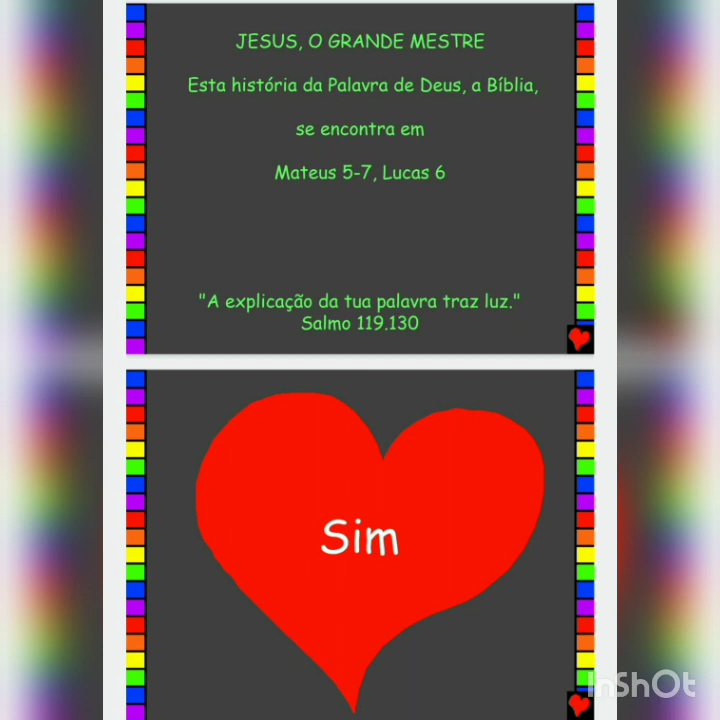 JESUS, O GRANDE MESTRE
Esta história da Palavra de Deus, a Bíblia,
se encontra em
Mateus 5-7, Lucas 6
"A explicação da tua palavra traz luz."
Salmo 119.130
Sim
InShOt